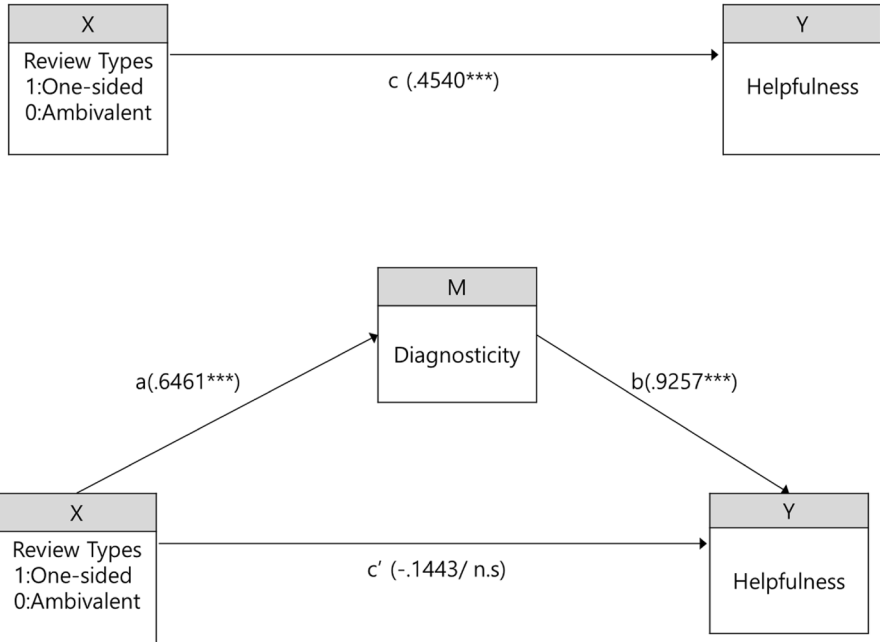 X
Review Types
1:One-sided
0:Ambivalent
c (.4540***)
Y
Helpfulness
M
Diagnosticity
a(.6461***)
b(.9257***)
X
Review Types
1:One-sided
0:Ambivalent
c’ (-.1443/ n.s)
Y
Helpfulness